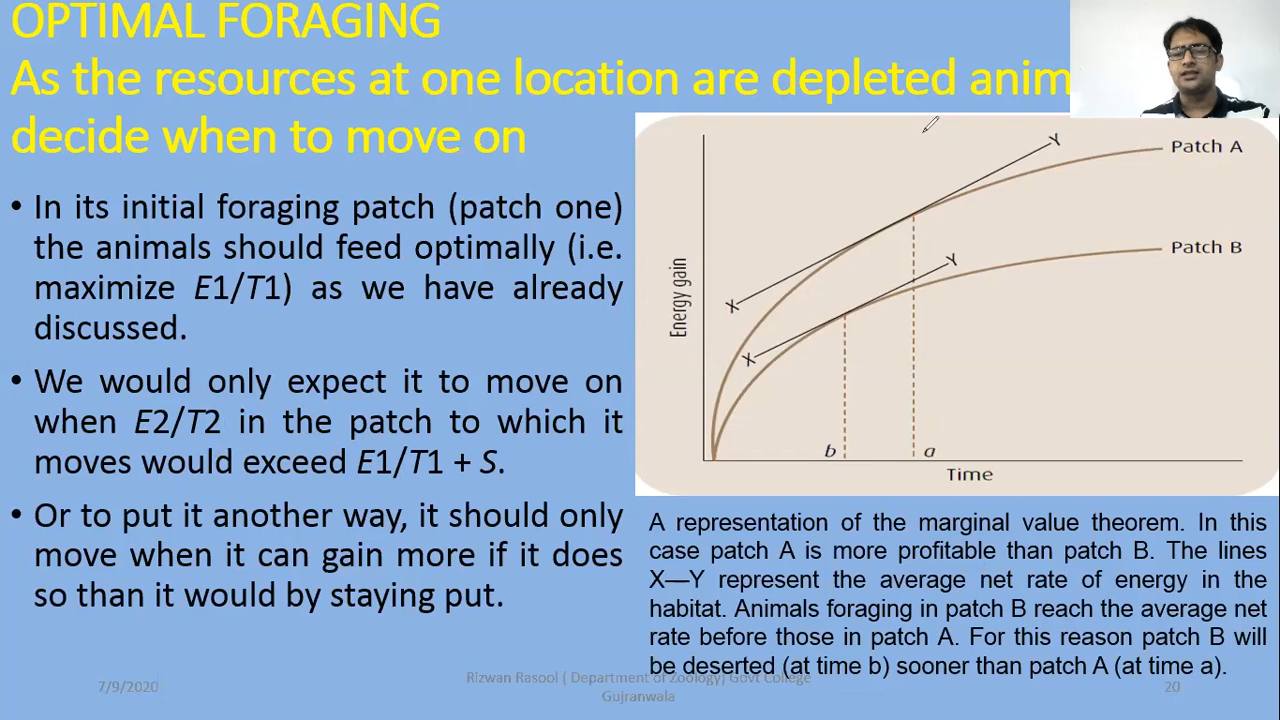 OPTIMAL FORAGING
As the resources at one location are depleted anim
decide when to move on
• In its initial foraging patch (patch one)
the animals should feed optimally (i.e.
maximize E1/T1) as we have already
discussed.
• We would only expect it to move on
when E2/T2 in the patch to which it
moves would exceed E1/T1 + S.
• Or to put it another way, it should only
move when it can gain more if it does
so than it would by staying put.
Y
Patch A
Y
Patch B
X
X
Energy gain
b
a
Time
A representation of the marginal value theorem. In this
case patch A is more profitable than patch B. The lines
X—Y represent the average net rate of energy in the
habitat. Animals foraging in patch B reach the average net
rate before those in patch A. For this reason patch B will
be deserted (at time b) sooner than patch A (at time a).
7/9/2020
Rizwan Rasool ( Department of Zoology) Govt College
Gujranwala
20